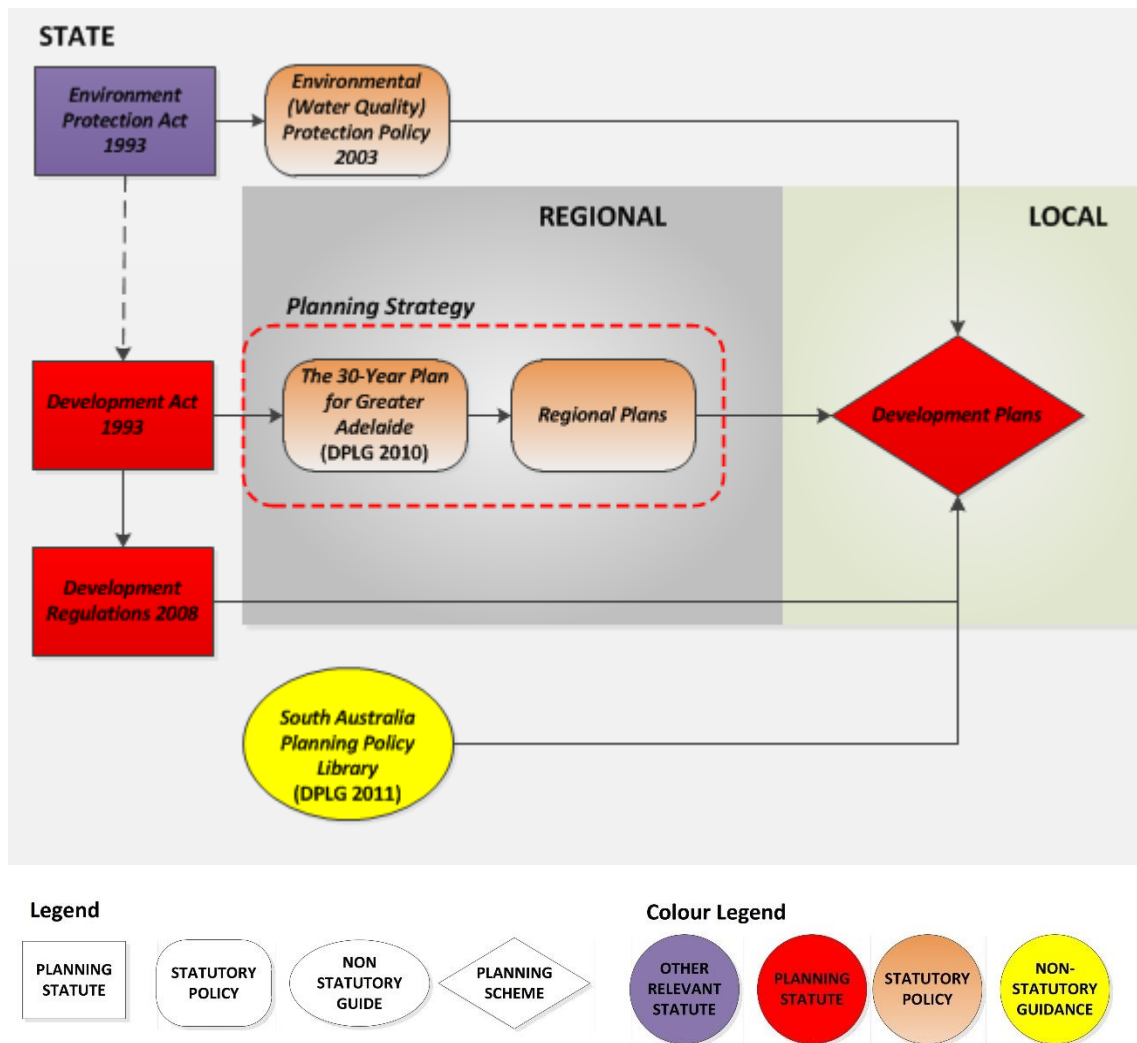 STATE
Environment
Protection Act
1993
Environmental
(Water Quality)
Protection Policy
2003
REGIONAL
LOCAL
Planning Strategy
Development Act
1993
The 30-Year Plan
for Greater
Adelaide
(DPLG 2010)
Regional Plans
Development Plans
Development
Regulations 2008
South Australia
Planning Policy
Library
(DPLG 2011)
Legend
PLANNING
STATUTE
STATUTORY
POLICY
NON
STATUTORY
GUIDE
PLANNING
SCHEME
Colour Legend
OTHER
RELEVANT
STATUTE
PLANNING
STATUTE
STATUTORY
POLICY
NON-
STATUTORY
GUIDANCE